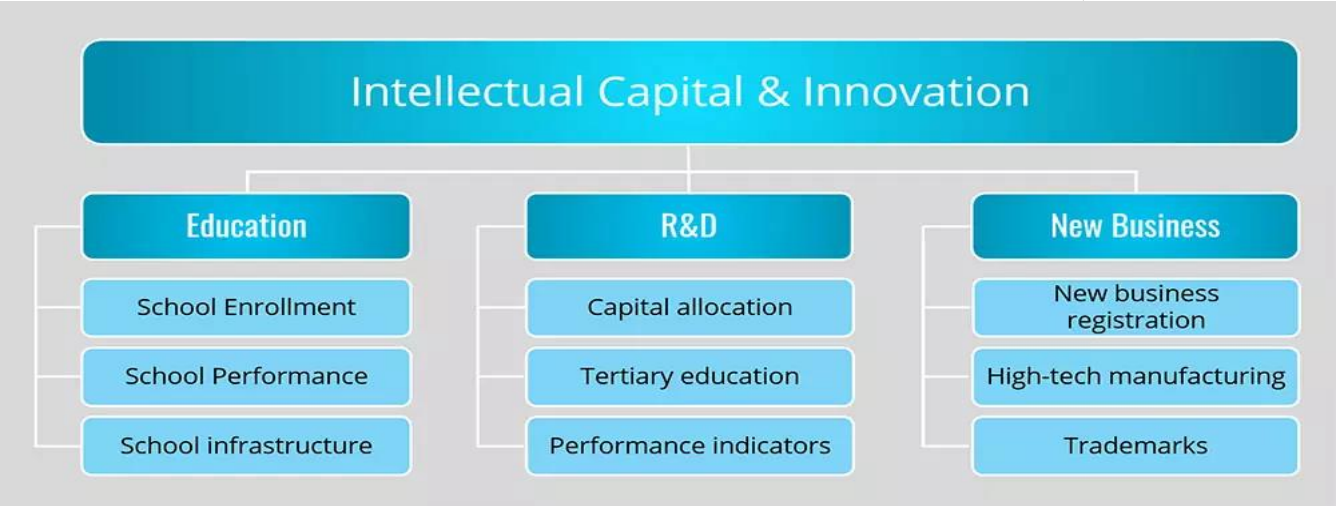 Intellectual Capital & Innovation
Education
School Enrollment
School Performance
School infrastructure
R&D
Capital allocation
Tertiary education
Performance indicators
New Business
New business
registration
High-tech manufacturing
Trademarks